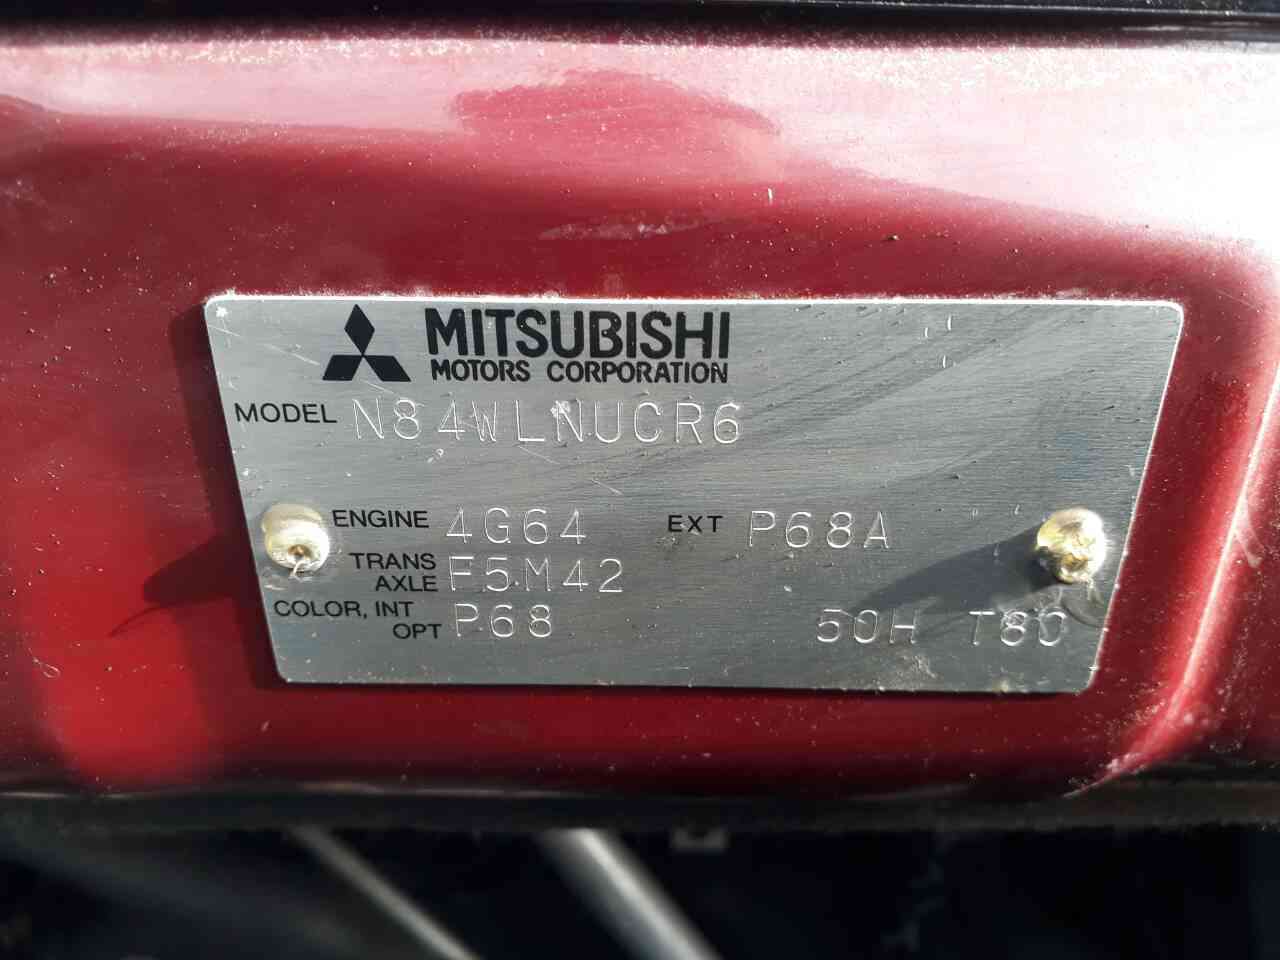 MITSUBISHI
MOTORS CORPORATION
MODEL N84WLNUCR6
ENGINE 4G64 EXT P68A
TRANS
AXLE F5M42
COLOR, INT
OPT P68 50H T80